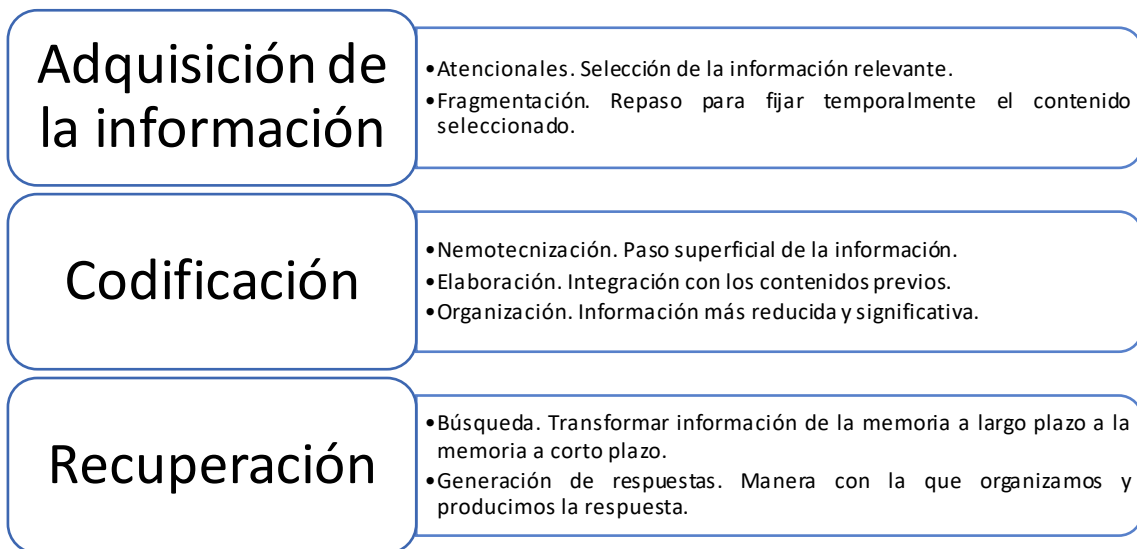 Adquisición de
la información
•Atencionales. Selección de la información relevante.
•Fragmentación. Repaso para fijar temporalmente el contenido
seleccionado.
Codificación
•Nemotecnización. Paso superficial de la información.
•Elaboración. Integración con los contenidos previos.
•Organización. Información más reducida y significativa.
Recuperación
•Búsqueda. Transformar información de la memoria a largo plazo a la
memoria a corto plazo.
•Generación de respuestas. Manera con la que organizamos y
producimos la respuesta.